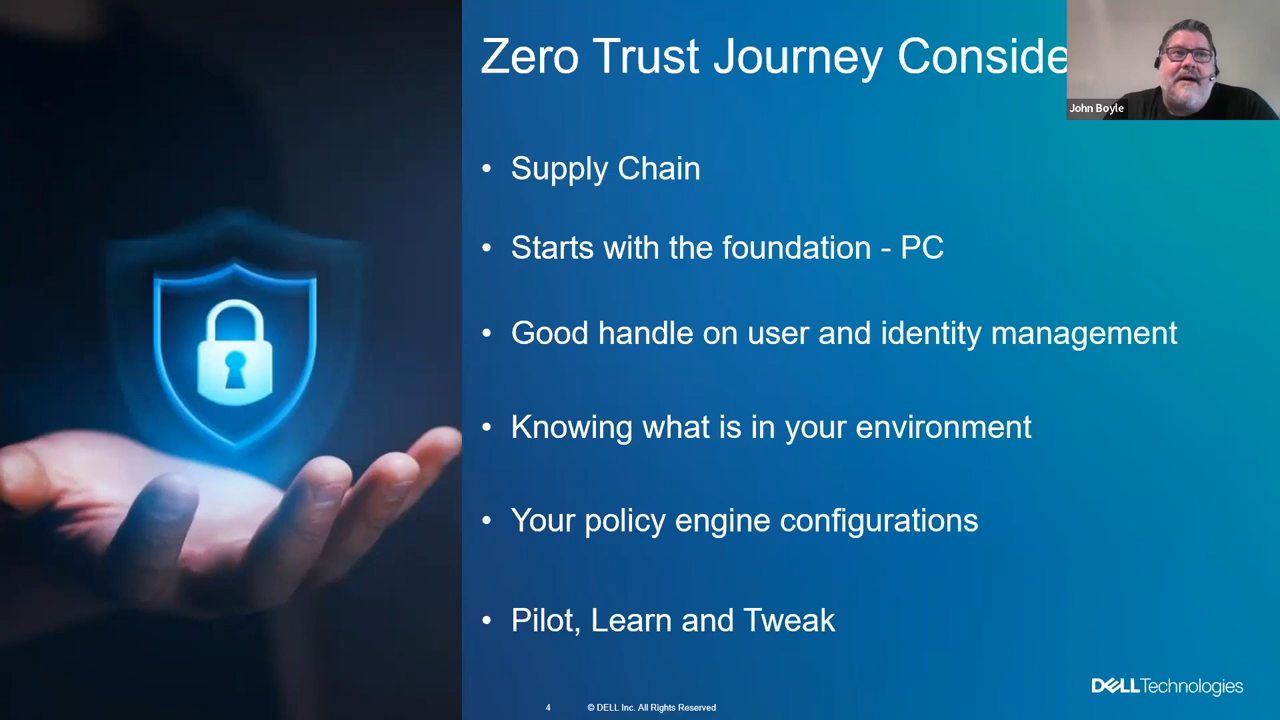 Zero Trust Journey Conside
John Boyle
• Supply Chain
• Starts with the foundation - PC
• Good handle on user and identity management
• Knowing what is in your environment
• Your policy engine configurations
• Pilot, Learn and Tweak
DELLTechnologies
4
© DELL Inc. All Rights Reserved